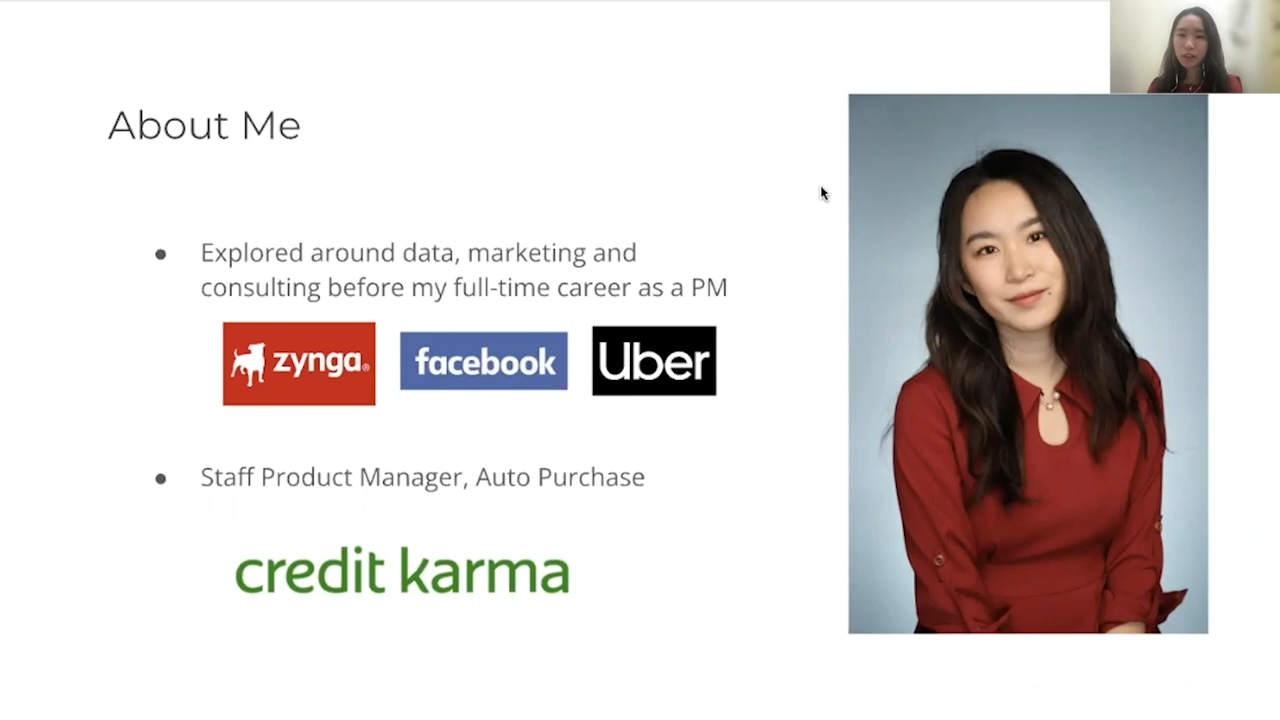 About Me
Explored around data, marketing and
consulting before my full-time career as a PM
zynga®
facebook
Uber
Staff Product Manager, Auto Purchase
credit karma